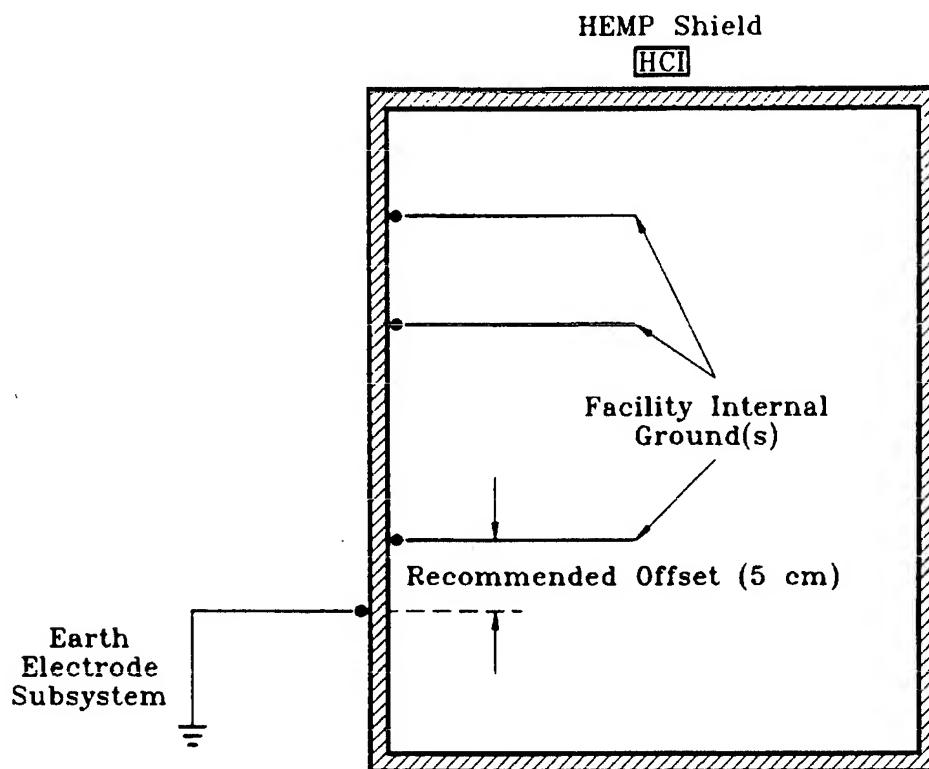 HEMP Shield
HCI
Facility Internal
Ground(s)
Recommended Offset (5 cm)
Earth
Electrode
Subsystem